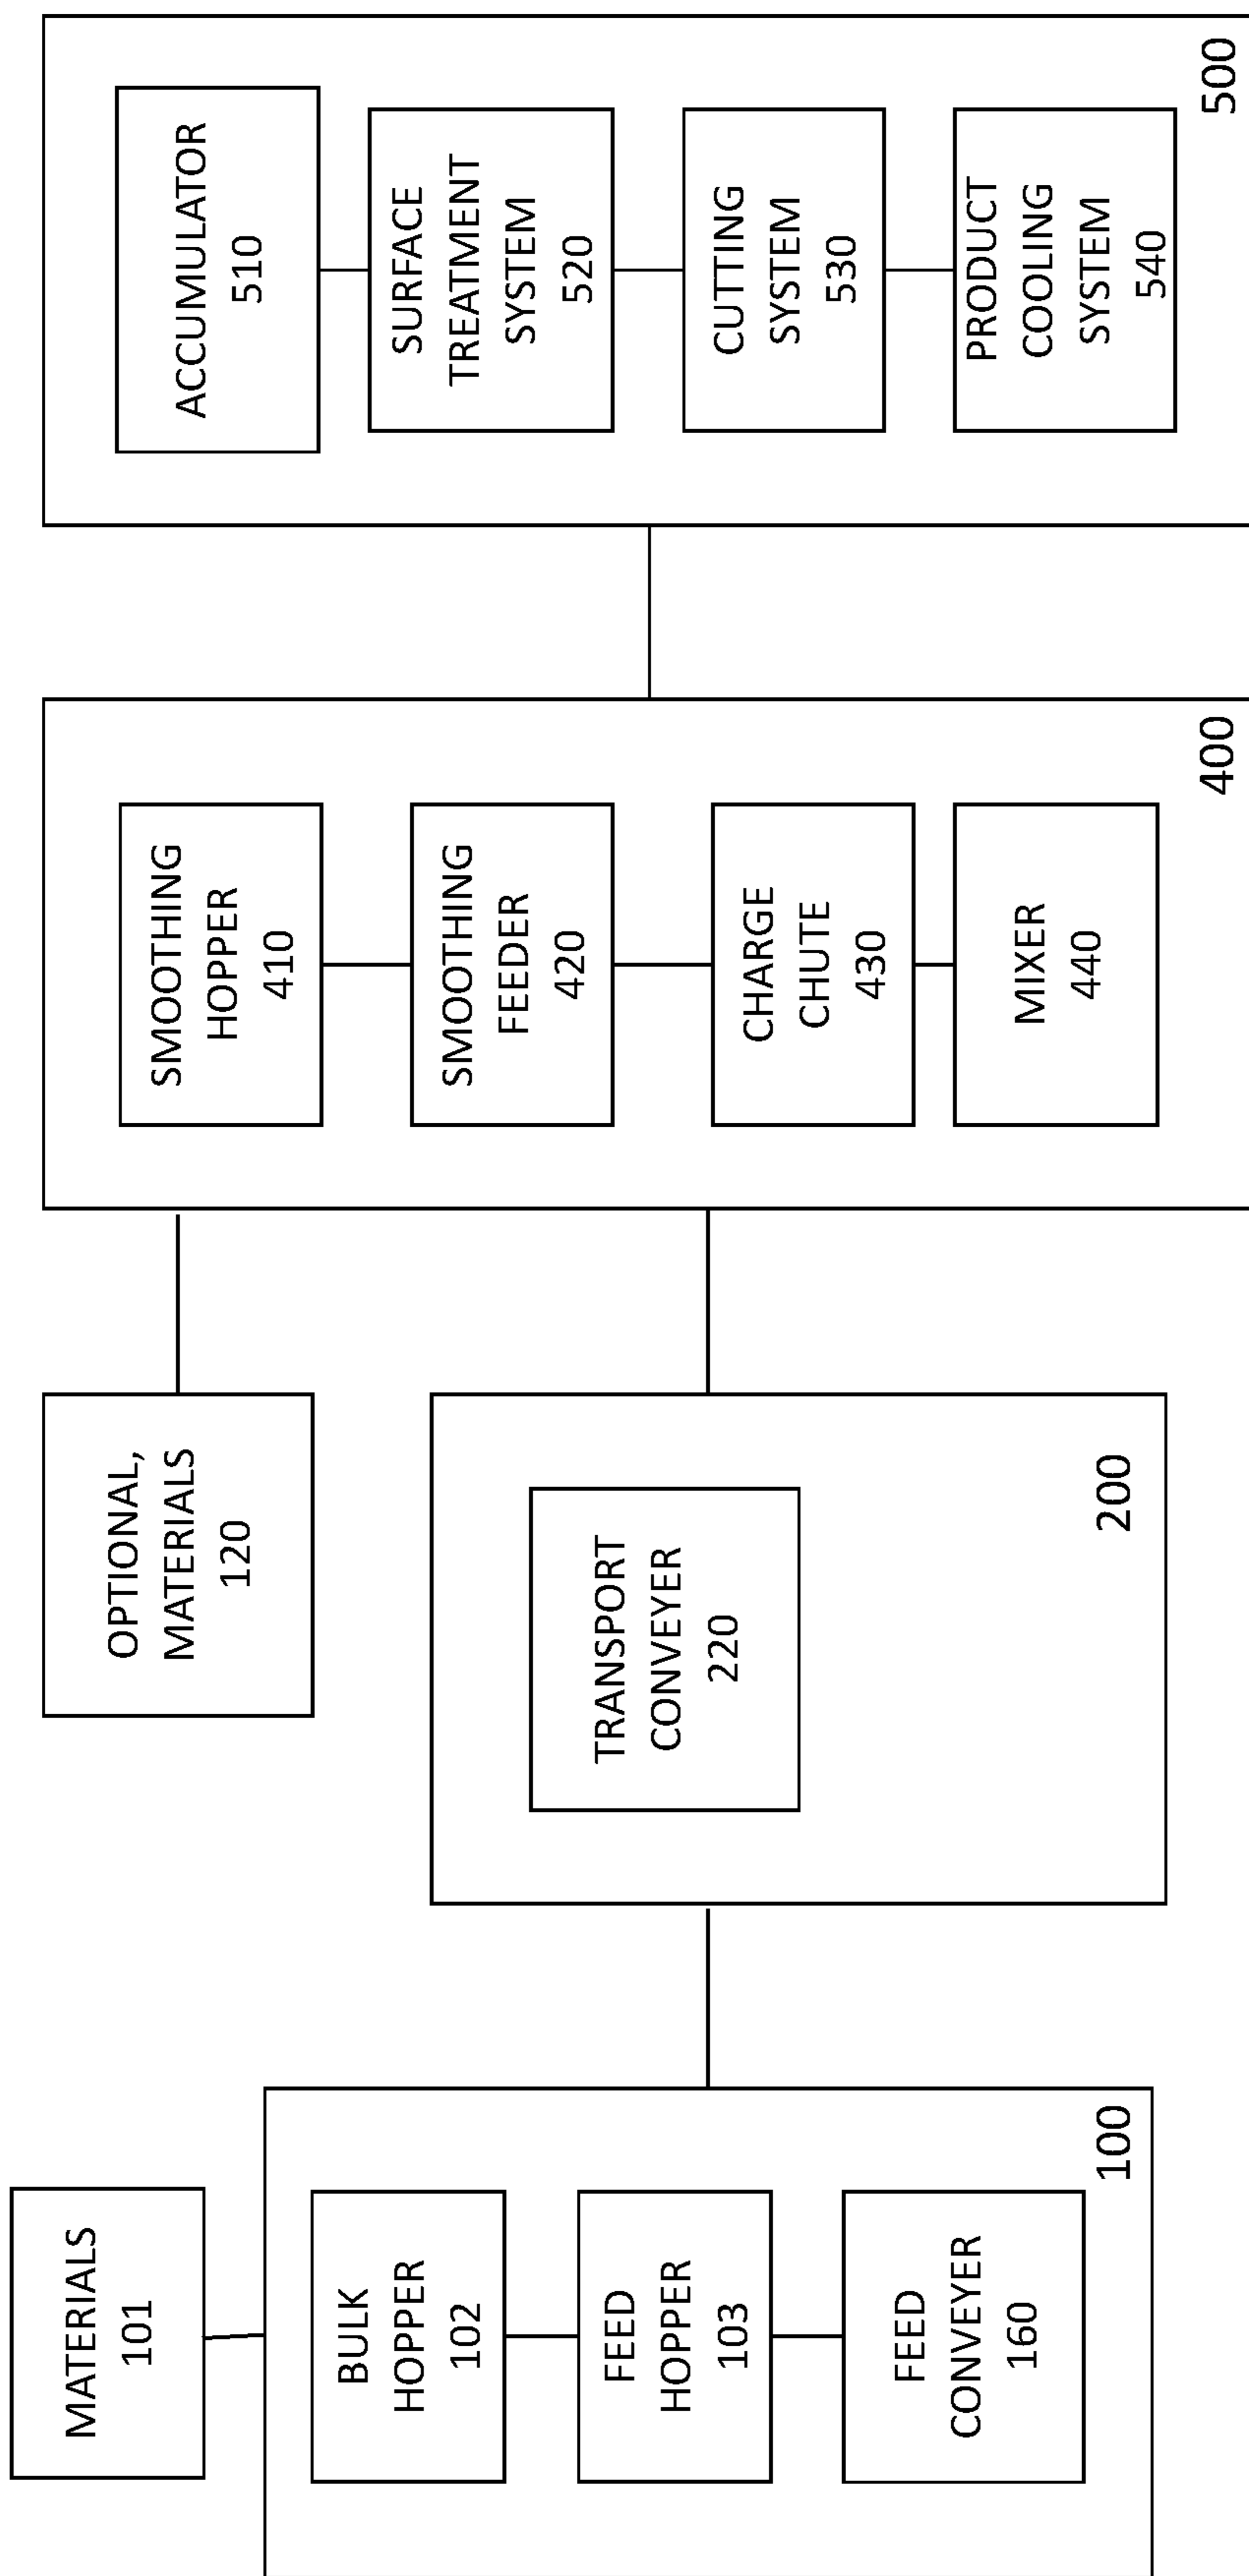 MATERIALS
101
BULK
HOPPER
102
FEED
HOPPER
103
FEED
CONVEYER
160
100
TRANSPORT
CONVEYER
220
200
OPTIONAL,
MATERIALS
120
SMOOTHING
HOPPER
410
SMOOTHING
FEEDER
420
CHARGE
CHUTE
430
MIXER
440
400
ACCUMULATOR
510
SURFACE
TREATMENT
SYSTEM
520
CUTTING
SYSTEM
530
PRODUCT
COOLING
SYSTEM
540
500